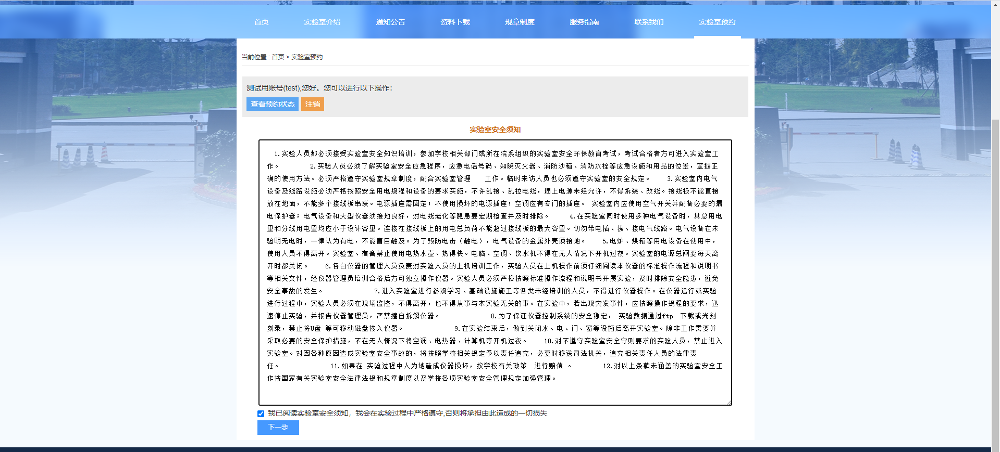 首页 实验室介绍 通知公告 资料下载 规章制度 服务指南 联系我们 实验室预约
当前位置 : 首页 > 实验室预约
测试用账号(test),您好。您可以进行以下操作：
查看预约状态 注销
实验室安全须知
1.实验人员都必须接受实验室安全知识培训，参加学校相关部门或所在院系组织的实验室安全环保教育考试，考试合格者方可进入实验室工
作。 2.实验人员必须了解实验室安全应急程序，应急电话号码、知晓灭火器、消防沙箱、消防水栓等应急设施和用品的位置，掌握正
确的使用方法。必须严格遵守实验室规章制度，配合实验室管理 工作。临时来访人员也必须遵守实验室的安全规定。 3.实验室内电气
设备及线路设施必须严格按照安全用电规程和设备的要求实施，不许乱接、乱拉电线，墙上电源未经允许，不得拆装、改线。接线板不能直接
放在地面，不能多个接线板串联。电源插座需固定；不使用损坏的电源插座；空调应有专门的插座。 实验室内应使用空气开关并配备必要的漏
电保护器；电气设备和大型仪器须接地良好，对电线老化等隐患要定期检查并及时排除。 4.在实验室同时使用多种电气设备时，其总用电
量和分线用电量均应小于设计容量。连接在接线板上的用电总负荷不能超过接线板的最大容量。切勿带电插、拔、接电气线路。电气设备在未
验明无电时，一律认为有电，不能盲目触及。为了预防电击（触电），电气设备的金属外壳须接地。 5.电炉、烘箱等用电设备在使用中，
使用人员不得离开。实验室、宿舍禁止使用电热水壶、热得快。电脑、空调、饮水机不得在无人情况下开机过夜。实验室的电源总闸要每天离
开时都关闭。 6.各台仪器的管理人员负责对实验人员的上机培训工作，实验人员在上机操作前须仔细阅读本仪器的标准操作流程和说明书
等相关文件，经仪器管理员培训合格后方可独立操作仪器。实验人员必须严格按照标准操作流程和说明书开展实验，及时排除安全隐患，避免
安全事故的发生。 7.进入实验室进行参观学习、基础设施施工等各类未经培训的人员，不得进行仪器操作。在仪器运行或实验
进行过程中，实验人员必须在现场监控，不得离开，也不得从事与本实验无关的事。在实验中，若出现突发事件，应按照操作规程的要求，迅
速停止实验，并报告仪器管理员，严禁擅自拆解仪器。 8.为了保证仪器控制系统的安全稳定， 实验数据通过ftp 下载或光刻
刻录，禁止将U盘 等可移动磁盘接入仪器。 9.在实验结束后，做到关闭水、电、门、窗等设施后离开实验室。除非工作需要并
采取必要的安全保护措施，不在无人情况下将空调、电热器、计算机等开机过夜。 10.对不遵守实验室安全守则要求的实验人员，禁止进入
实验室。对因各种原因造成实验室安全事故的，将按照学校相关规定予以责任追究，必要时移送司法机关，追究相关责任人员的法律责
任。 11.如果在 实验过程中人为地造成仪器损坏，按学校有关政策 进行赔偿 。 12.对以上条款未涵盖的实验室安全工
作按国家有关实验室安全法律法规和规章制度以及学校各项实验室安全管理规定加强管理。
我已阅读实验室安全须知，我会在实验过程中严格遵守,否则将承担由此造成的一切损失
下一步